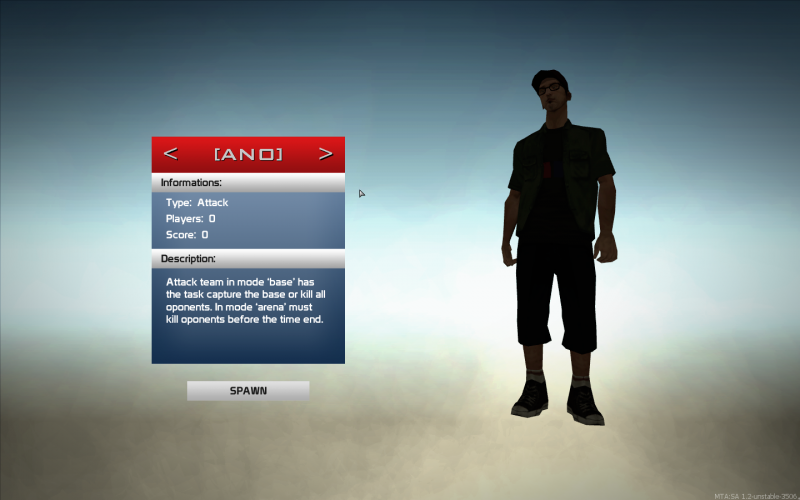 < [ANO] >
Informations:
Type: Attack
Players: 0
Score: 0
Description:
Attack team in mode 'base' has
the task capture the base or kill all
oponents. In mode 'arena' must
kill oponents before the time end.
SPAWN
MTA:SA 1.2-unstable-3506